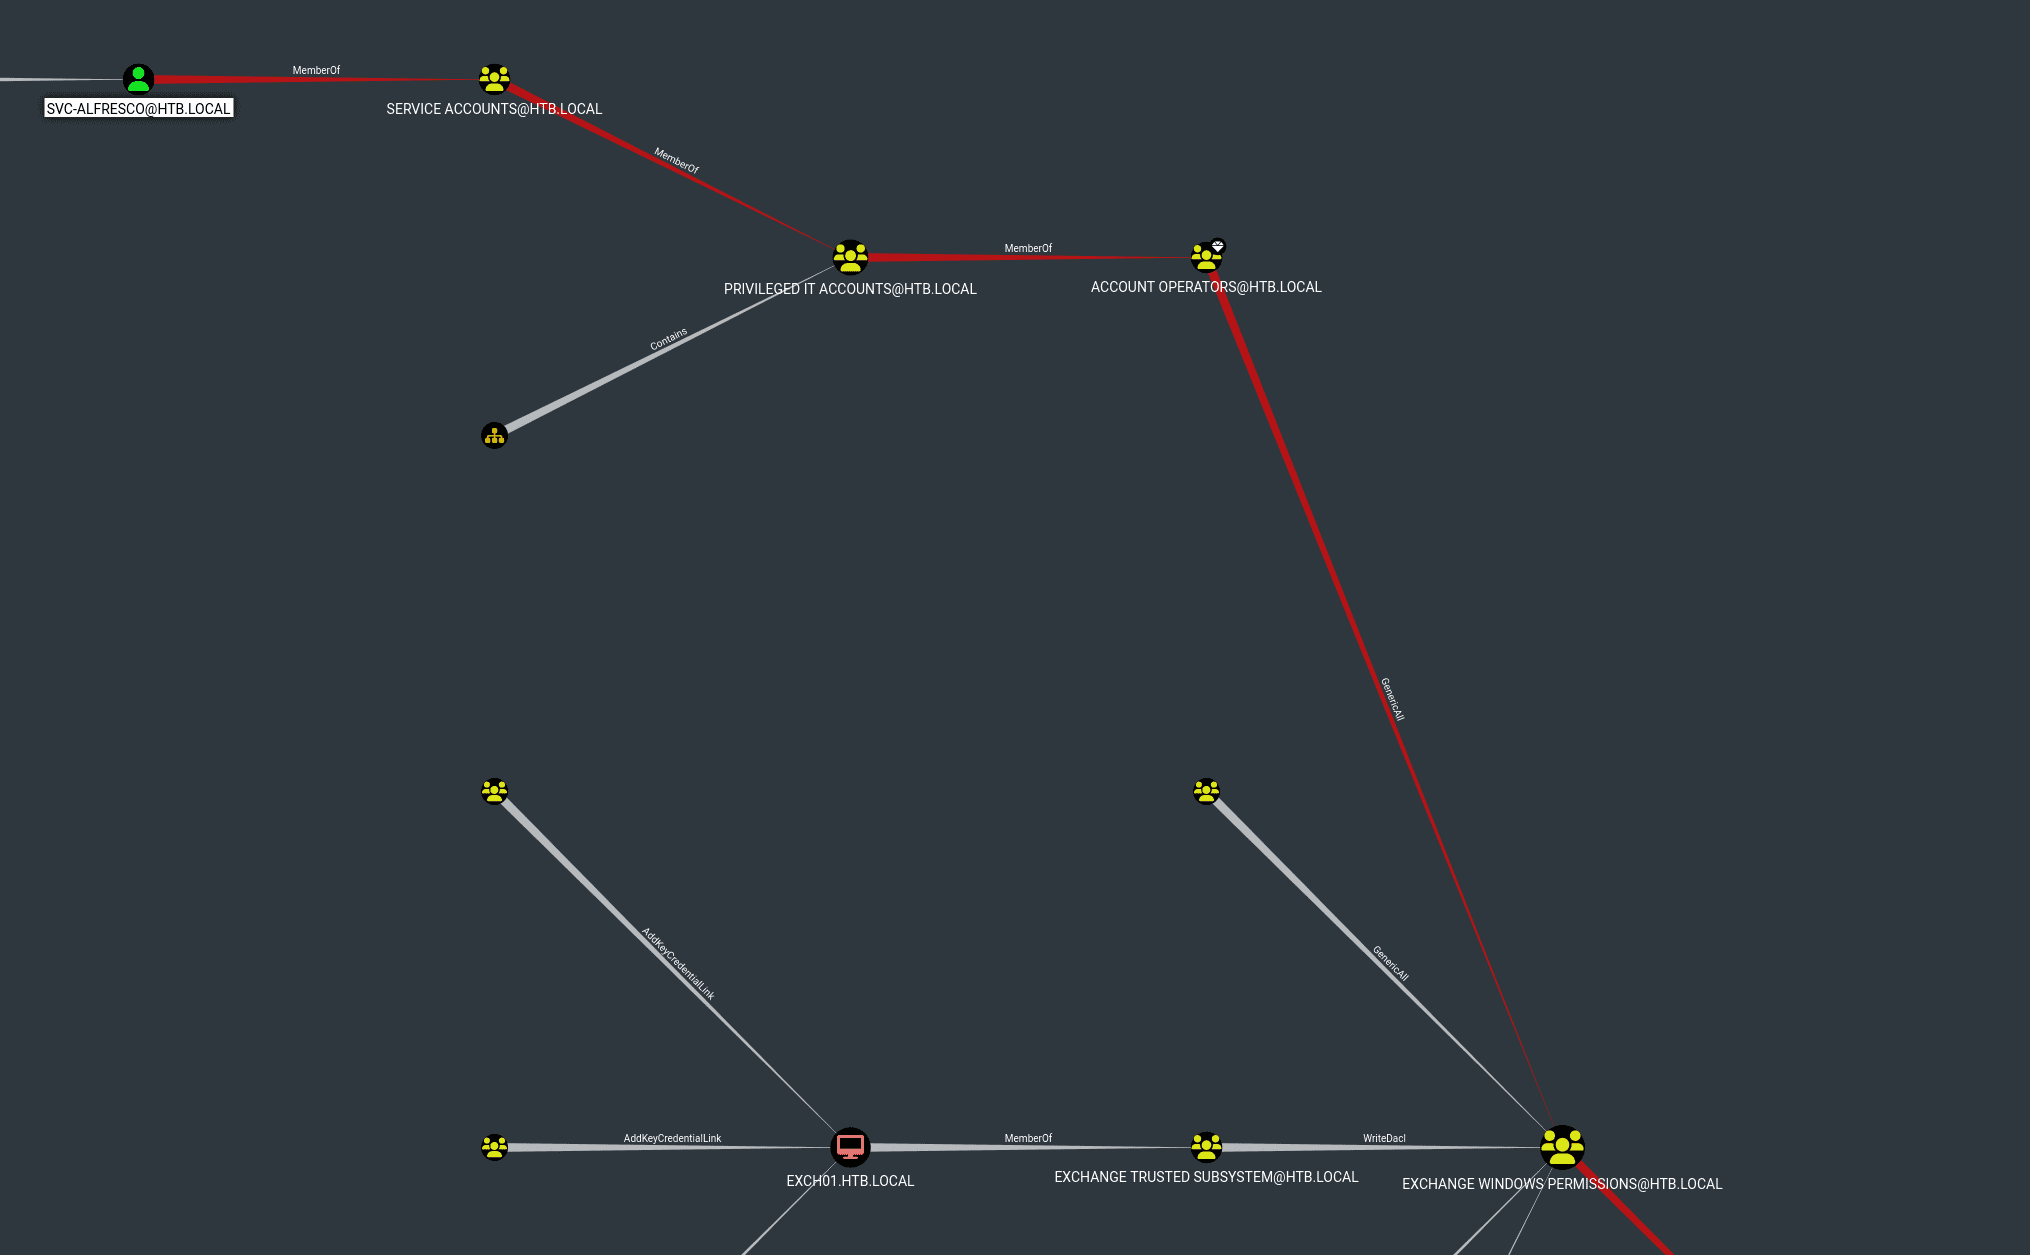 MemberOf
SVC-ALFRESCO@HTB.LOCAL
SERVICE ACCOUNTS@HTB.LOCAL
MemberOf
MemberOf
PRIVILEGED IT ACCOUNTS@HTB.LOCAL
ACCOUNT OPERATORS@HTB.LOCAL
Contains
GenericAll
AddKeyCredentialLink
GenericAll
AddKeyCredentialLink
MemberOf
WriteDacl
EXCH01.HTB.LOCAL
EXCHANGE TRUSTED SUBSYSTEM@HTB.LOCAL
EXCHANGE WINDOWS PERMISSIONS@HTB.LOCAL